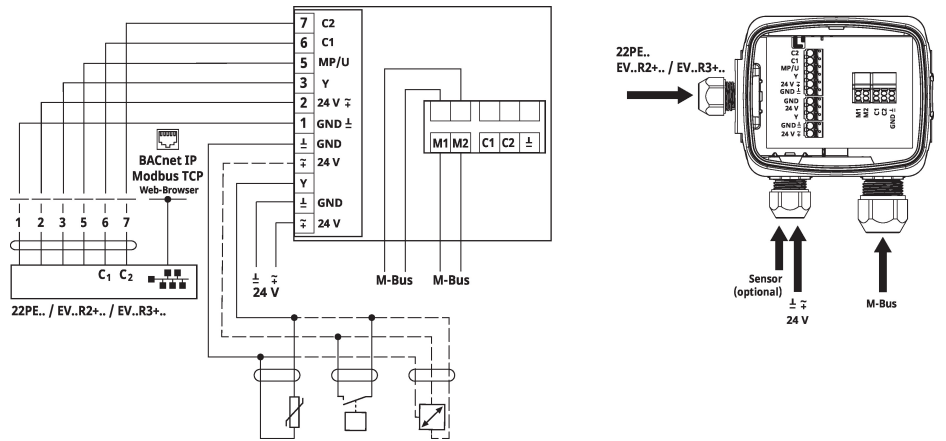 7 C2
6 C1
5 MP/U
3 Y
2 24 V ⩱
1 GND ⏊
⏊ GND
⩱ 24 V
Y
⏊ GND
⩱ 24 V
M1 M2 C1 C2 ⏊
BACnet IP
Modbus TCP
Web-Browser
1 2 3 5 6 7
C1 C2
22PE.. / EV..R2+.. / EV..R3+..
⏊ ⩱
24 V
M-Bus M-Bus
22PE..
EV..R2+.. / EV..R3+..
C2
C1
MP/U
Y
24 V ⩱
GND ⏊
GND
24 V
Y
GND ⏊
24 V ⩱
M1 M2 C1 C2 GND ⏊
Sensor
(optional)
⏊ ⩱
24 V
M-Bus